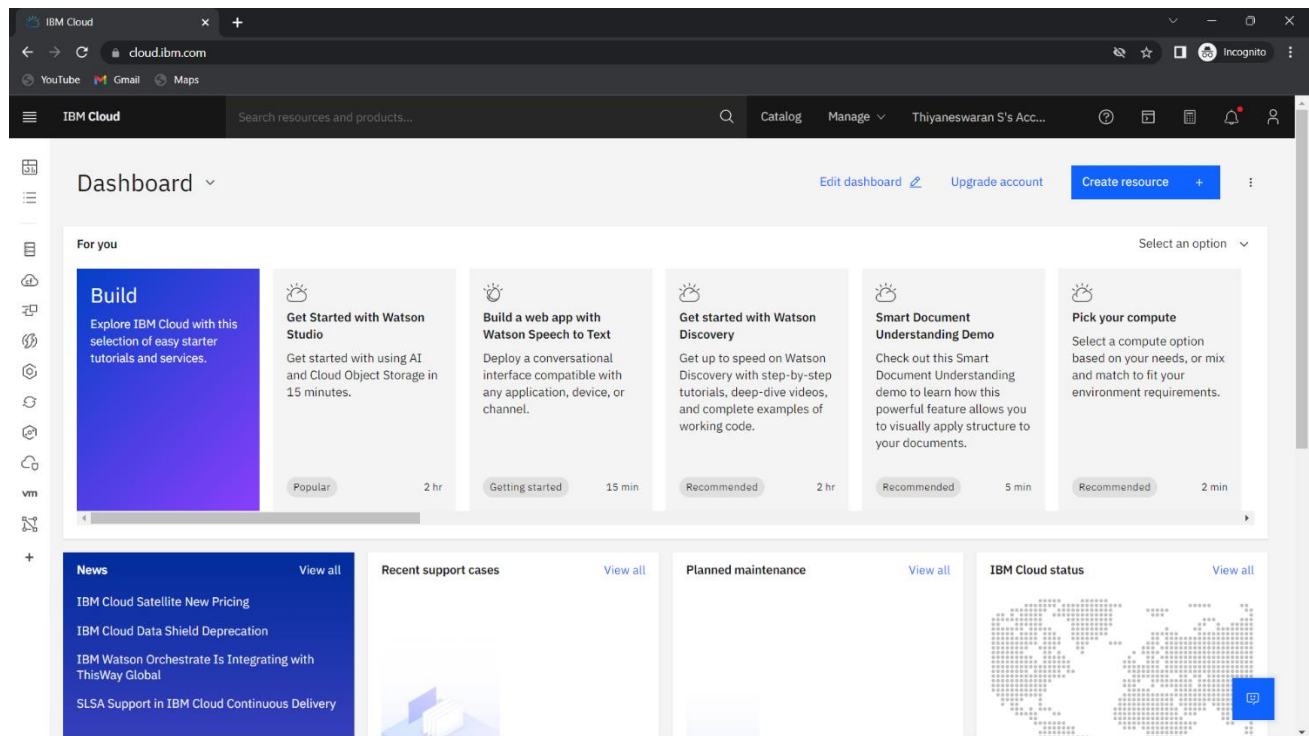 IBM Cloud
cloud.ibm.com
Incognito
YouTube
Gmail
Maps
IBM Cloud
Search resources and products...
Catalog
Manage
Thiyaneswaran S's Acc...
Dashboard
Edit dashboard
Upgrade account
Create resource +
For you
Select an option
Build
Explore IBM Cloud with this
selection of easy starter
tutorials and services.
Get Started with Watson
Studio
Get started with using AI
and Cloud Object Storage in
15 minutes.
Popular
2 hr
Build a web app with
Watson Speech to Text
Deploy a conversational
interface compatible with
any application, device, or
channel.
Getting started
15 min
Get started with Watson
Discovery
Get up to speed on Watson
Discovery with step-by-step
tutorials, deep-dive videos,
and complete examples of
working code.
Recommended
2 hr
Smart Document
Understanding Demo
Check out this Smart
Document Understanding
demo to learn how this
powerful feature allows you
to visually apply structure to
your documents.
Recommended
5 min
Pick your compute
Select a compute option
based on your needs, or mix
and match to fit your
environment requirements.
Recommended
2 min
vm
News
View all
IBM Cloud Satellite New Pricing
IBM Cloud Data Shield Deprecation
IBM Watson Orchestrate Is Integrating with
ThisWay Global
SLSA Support in IBM Cloud Continuous Delivery
Recent support cases
View all
Planned maintenance
View all
IBM Cloud status
View all